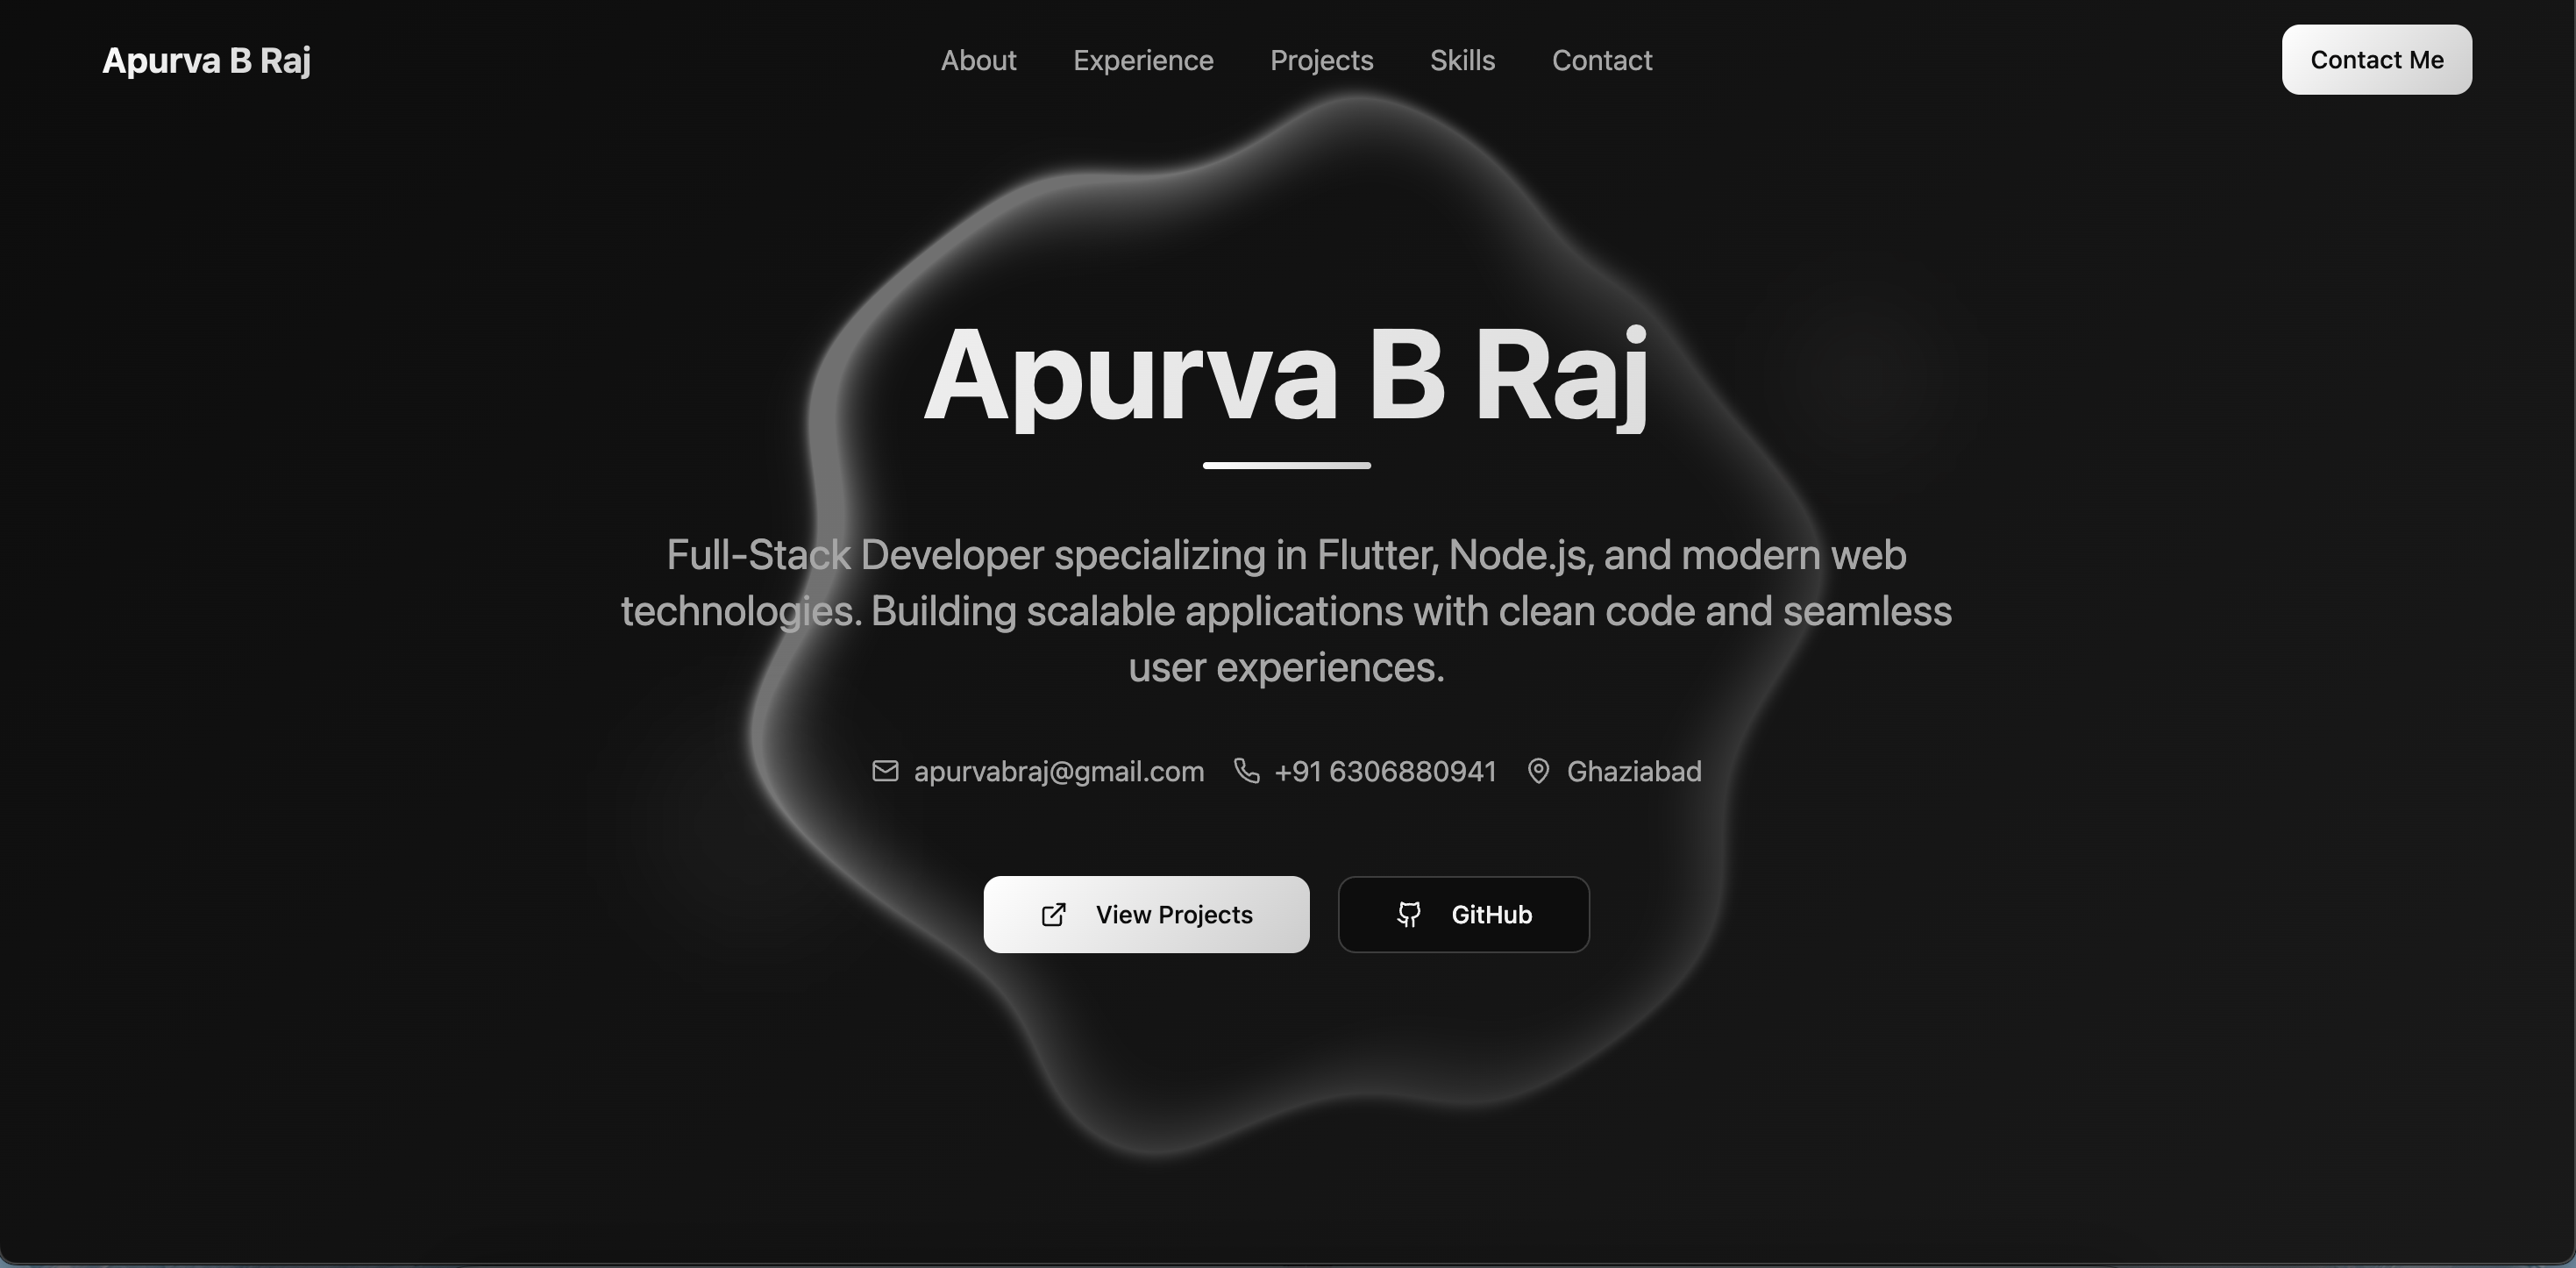 Apurva B Raj
About Experience Projects Skills Contact
Contact Me
Apurva B Raj
Full-Stack Developer specializing in Flutter, Node.js, and modern web
technologies. Building scalable applications with clean code and seamless
user experiences.
apurvabraj@gmail.com +91 6306880941 Ghaziabad
View Projects GitHub